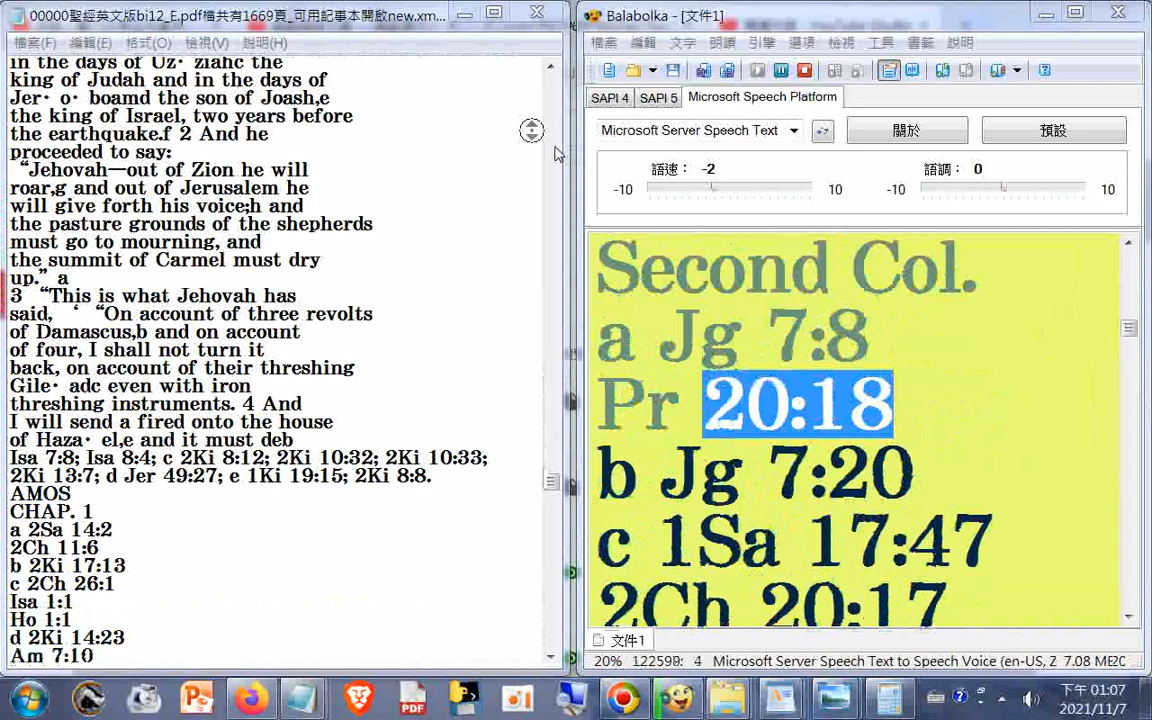 00000聖經英文版bi12_E.pdf檔共有1669頁_可用記事本開啟new.xm...
檔案(F) 編輯(E) 格式(O) 檢視(V) 說明(H)
in the days of Uz· ziahc the
king of Judah and in the days of
Jer· o· boamd the son of Joash,e
the king of Israel, two years before
the earthquake.f 2 And he
proceeded to say:
“Jehovah—out of Zion he will
roar,g and out of Jerusalem he
will give forth his voice;h and
the pasture grounds of the shepherds
must go to mourning, and
the summit of Carmel must dry
up.” a
3 “This is what Jehovah has
said, ‘ “On account of three revolts
of Damascus,b and on account
of four, I shall not turn it
back, on account of their threshing
Gile· adc even with iron
threshing instruments. 4 And
I will send a fired onto the house
of Haza· el,e and it must deb
Isa 7:8; Isa 8:4; c 2Ki 8:12; 2Ki 10:32; 2Ki 10:33;
2Ki 13:7; d Jer 49:27; e 1Ki 19:15; 2Ki 8:8.
AMOS
CHAP. 1
a 2Sa 14:2
2Ch 11:6
b 2Ki 17:13
c 2Ch 26:1
Isa 1:1
Ho 1:1
d 2Ki 14:23
Am 7:10
Balabolka - [文件1]
檔案 編輯 文字 朗讀 引擎 選項 檢視 工具 書籤 說明
SAPI 4 SAPI 5 Microsoft Speech Platform
Microsoft Server Speech Text 關於 預設
語速: -2 語調: 0
-10 10 -10 10
Second Col.
a Jg 7:8
Pr 20:18
b Jg 7:20
c 1Sa 17:47
2Ch 20:17
文件1
20% 122598: 4 Microsoft Server Speech Text to Speech Voice (en-US, Z 7.08 ME
PDF
下午 01:07
2021/11/7